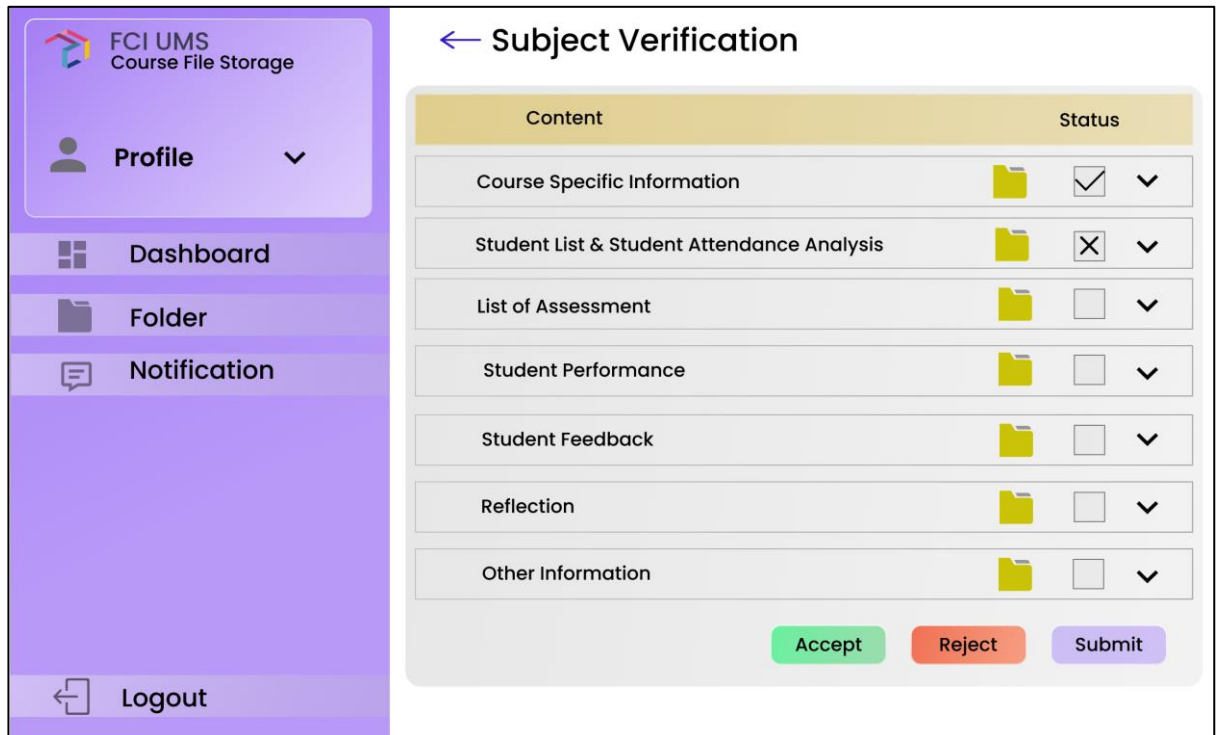 FCI UMS
Course File Storage
Profile
Dashboard
Folder
Notification
Logout
Subject Verification
Content Status
Course Specific Information
Student List & Student Attendance Analysis
List of Assessment
Student Performance
Student Feedback
Reflection
Other Information
Accept Reject Submit